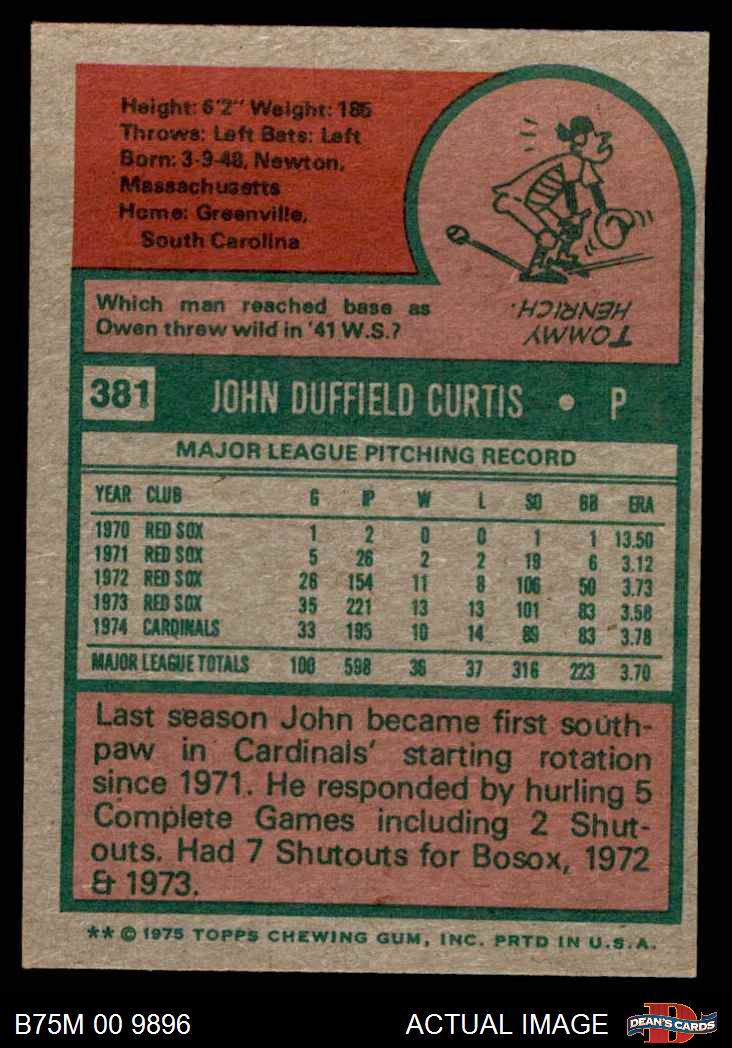 Height: 6'2" Weight: 185
Throws: Left Bats: Left
Born: 3-9-48, Newton,
Massachusetts
Home: Greenville,
South Carolina
Which man reached base as
Owen threw wild in '41 W.S.?
TOMMY
HENRICH.
381 JOHN DUFFIELD CURTIS • P
MAJOR LEAGUE PITCHING RECORD
YEAR CLUB G IP W L SO BB ERA
1970 RED SOX 1 2 0 0 1 1 13.50
1971 RED SOX 5 26 2 2 19 6 3.12
1972 RED SOX 26 154 11 8 106 50 3.73
1973 RED SOX 35 221 13 13 101 83 3.58
1974 CARDINALS 33 195 10 14 89 83 3.78
MAJOR LEAGUE TOTALS 100 598 36 37 316 223 3.70
Last season John became first south-
paw in Cardinals' starting rotation
since 1971. He responded by hurling 5
Complete Games including 2 Shut-
outs. Had 7 Shutouts for Bosox, 1972
& 1973.
** © 1975 TOPPS CHEWING GUM, INC. PRTD IN U.S.A.
B75M 00 9896 ACTUAL IMAGE D DEAN'S CARDS